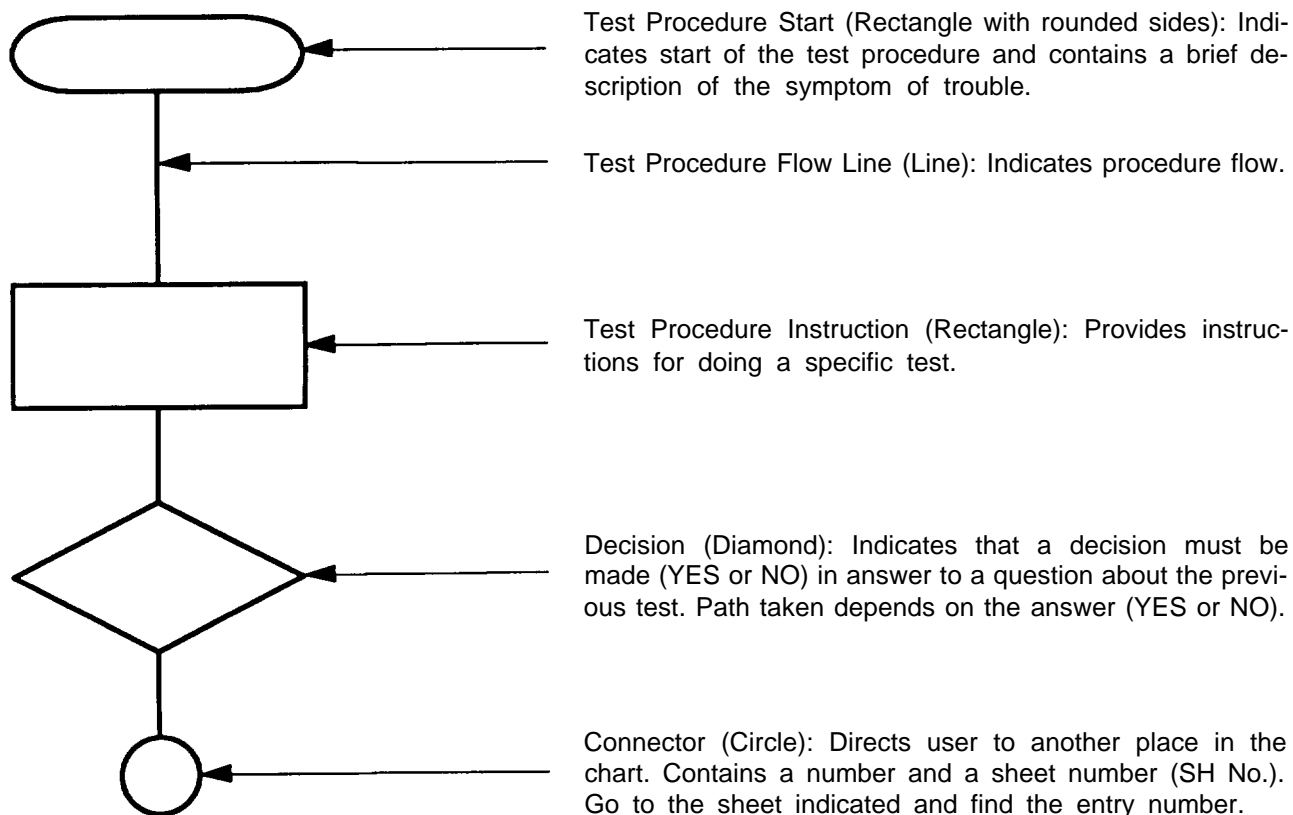 Test Procedure Start (Rectangle with rounded sides): Indi-
cates start of the test procedure and contains a brief de-
scription of the symptom of trouble.
Test Procedure Flow Line (Line): Indicates procedure flow.
Test Procedure Instruction (Rectangle): Provides instruc-
tions for doing a specific test.
Decision (Diamond): Indicates that a decision must be
made (YES or NO) in answer to a question about the previ-
ous test. Path taken depends on the answer (YES or NO).
Connector (Circle): Directs user to another place in the
chart. Contains a number and a sheet number (SH No.).
Go to the sheet indicated and find the entry number.